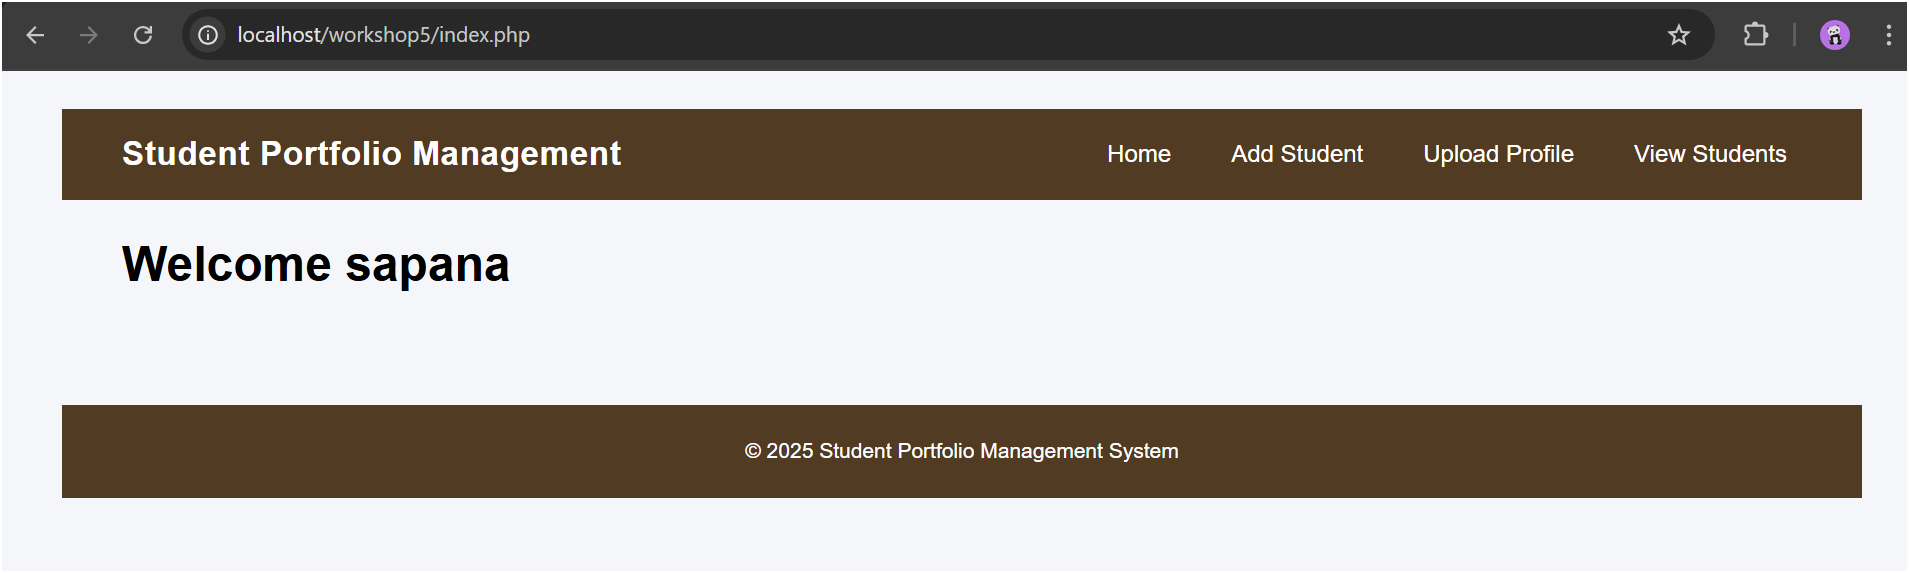 localhost/workshop5/index.php
Student Portfolio Management Home Add Student Upload Profile View Students
Welcome sapana
© 2025 Student Portfolio Management System